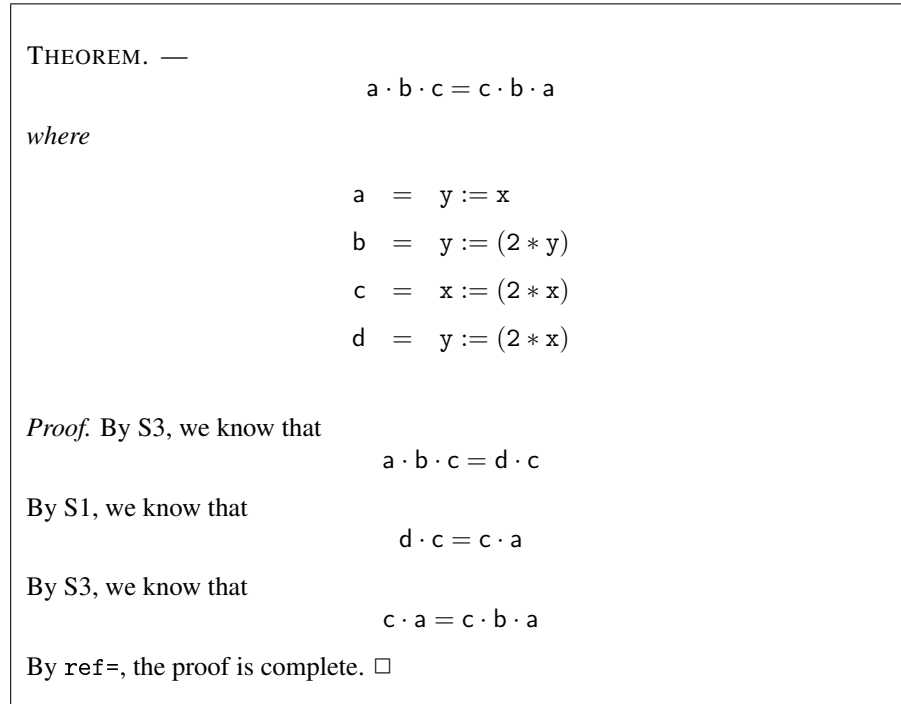 THEOREM. —
a · b · c = c · b · a
where
a = y := x
b = y := (2 * y)
c = x := (2 * x)
d = y := (2 * x)
Proof. By S3, we know that
a · b · c = d · c
By S1, we know that
d · c = c · a
By S3, we know that
c · a = c · b · a
By ref=, the proof is complete. □